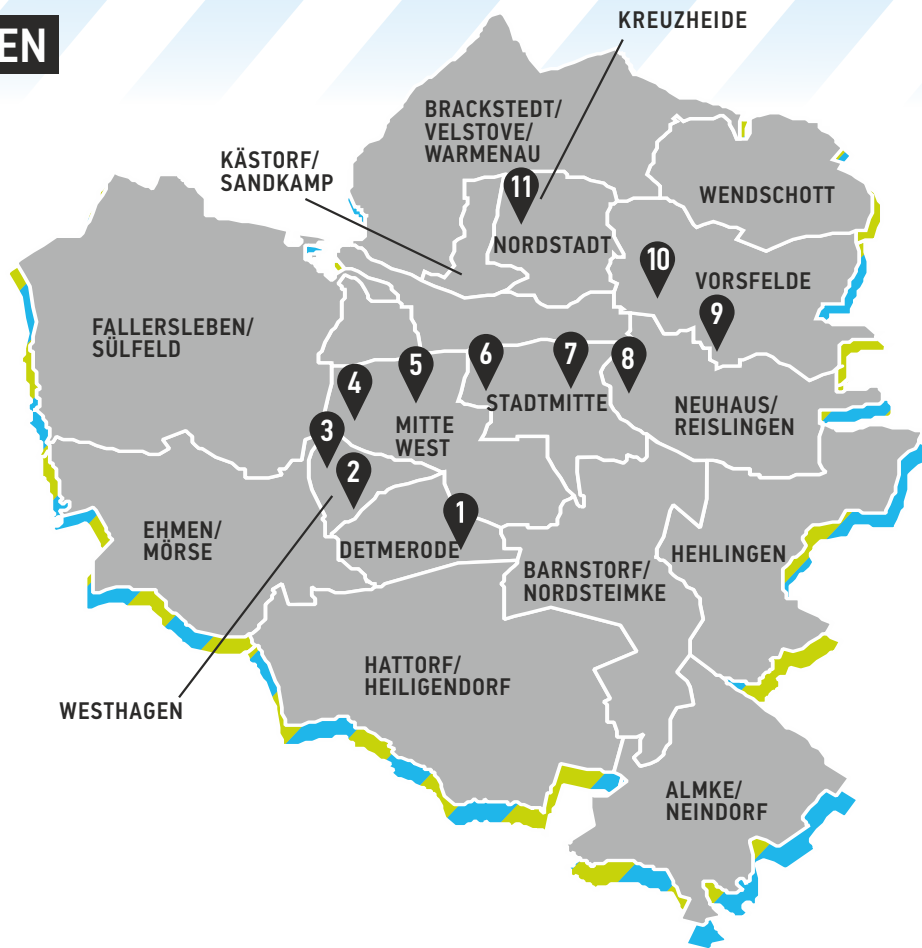 EN
KREUZHEIDE
BRACKSTEDT/
VELSTOVE/
WARMENAU
KÄSTORF/
SANDKAMP
11
WENDSCHOTT
NORDSTADT
10
VORSFELDE
9
FALLERSLEBEN/
SÜLFELD
6
7
8
5
4
STADTMITTE
NEUHAUS/
REISLINGEN
MITTE
WEST
3
2
1
EHMEN/
MÖRSE
DETMERODE
HEHLINGEN
BARNSTORF/
NORDSTEIMKE
HATTORF/
HEILIGENDORF
WESTHAGEN
ALMKE/
NEINDORF